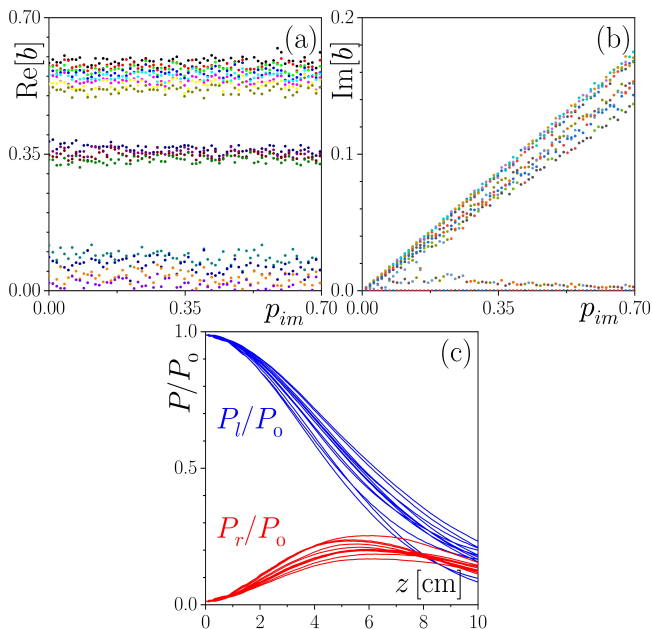 0.70
Re[b]
(a)
0.35
0.00
0.00
0.35
p_im
0.70
0.2
Im[b]
(b)
0.1
0.0
0.00
0.35
p_im
0.70
1.0
P/P_o
(c)
P_l/P_o
0.5
P_r/P_o
z [cm]
0.0
0 2 4 6 8 10